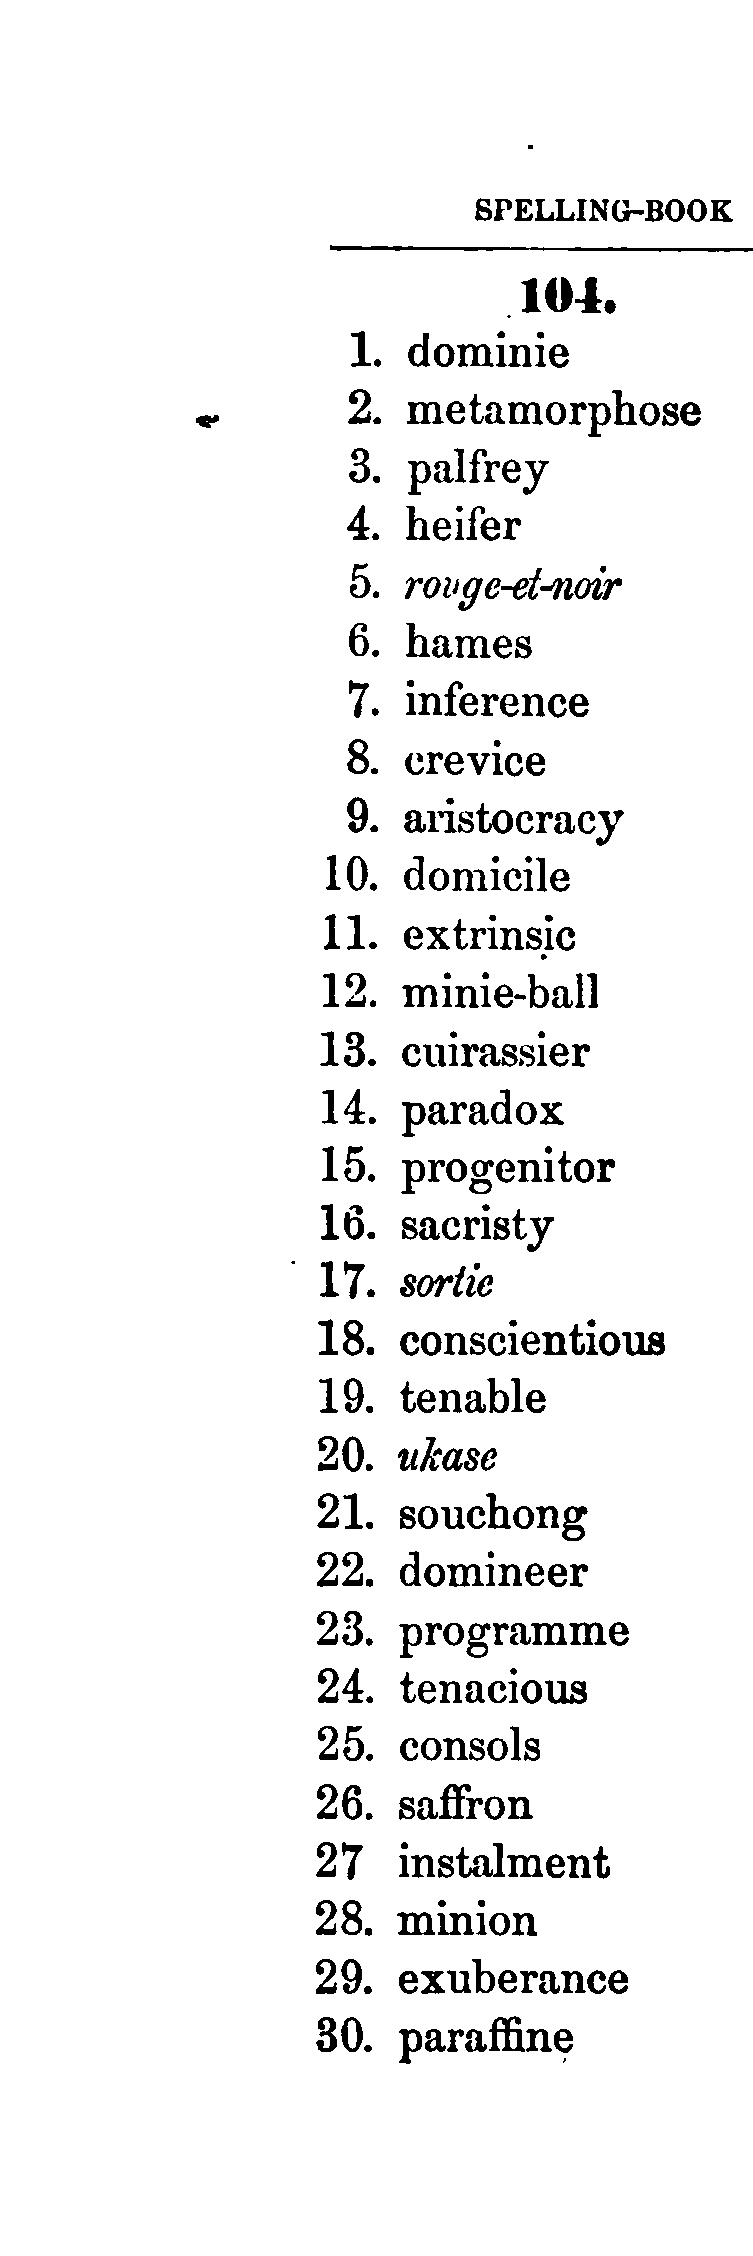 SPELLING-BOOK
104.
1. dominie
2. metamorphose
3. palfrey
4. heifer
5. rouge-et-noir
6. hames
7. inference
8. crevice
9. aristocracy
10. domicile
11. extrinsic
12. minie-ball
13. cuirassier
14. paradox
15. progenitor
16. sacristy
17. sortie
18. conscientious
19. tenable
20. ukase
21. souchong
22. domineer
23. programme
24. tenacious
25. consols
26. saffron
27 instalment
28. minion
29. exuberance
30. paraffine